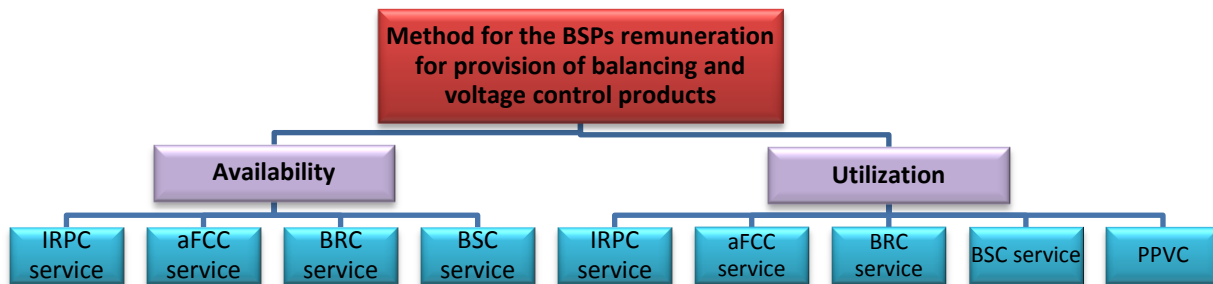 Method for the BSPs remuneration
for provision of balancing and
voltage control products
Availability
Utilization
IRPC
service
aFCC
service
BRC
service
BSC
service
IRPC
service
aFCC
service
BRC
service
BSC service
PPVC